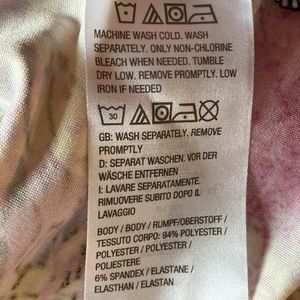 MACHINE WASH COLD. WASH
SEPARATELY. ONLY NON-CHLORINE
BLEACH WHEN NEEDED. TUMBLE
DRY LOW. REMOVE PROMPTLY. LOW
IRON IF NEEDED
30
GB: WASH SEPARATELY. REMOVE
PROMPTLY
D: SEPARAT WASCHEN. VOR DER
WÄSCHE ENTFERNEN
I: LAVARE SEPARATAMENTE.
RIMUOVERE SUBITO DOPO IL
LAVAGGIO
BODY / BODY / RUMPF/OBERSTOFF /
TESSUTO CORPO: 94% POLYESTER /
POLYESTER / POLYESTER /
POLIESTERE
6% SPANDEX / ELASTANE /
ELASTHAN / ELASTAN